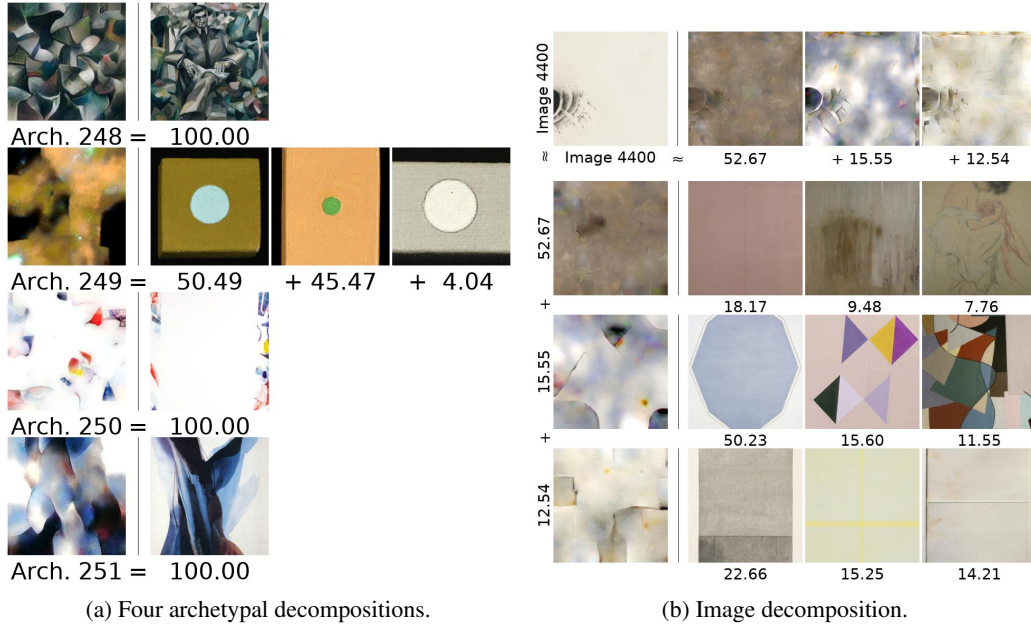 Arch. 248 = 100.00
Arch. 249 = 50.49 + 45.47 + 4.04
Arch. 250 = 100.00
Arch. 251 = 100.00
(a) Four archetypal decompositions.
≈ Image 4400
Image 4400 ≈ 52.67 + 15.55 + 12.54
52.67
18.17 9.48 7.76
+
15.55
50.23 15.60 11.55
+
12.54
22.66 15.25 14.21
(b) Image decomposition.